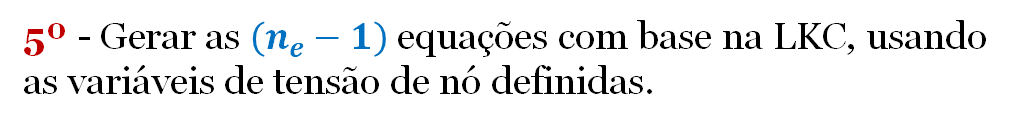 5º - Gerar as (nₑ − 1) equações com base na LKC, usando
as variáveis de tensão de nó definidas.